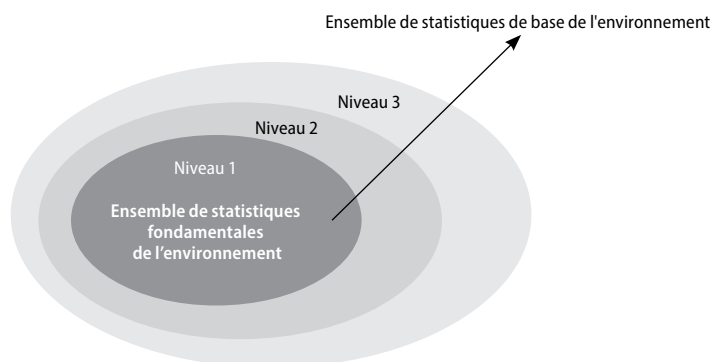 Ensemble de statistiques de base de l'environnement
Niveau 3
Niveau 2
Niveau 1
Ensemble de statistiques
fondamentales
de l’environnement